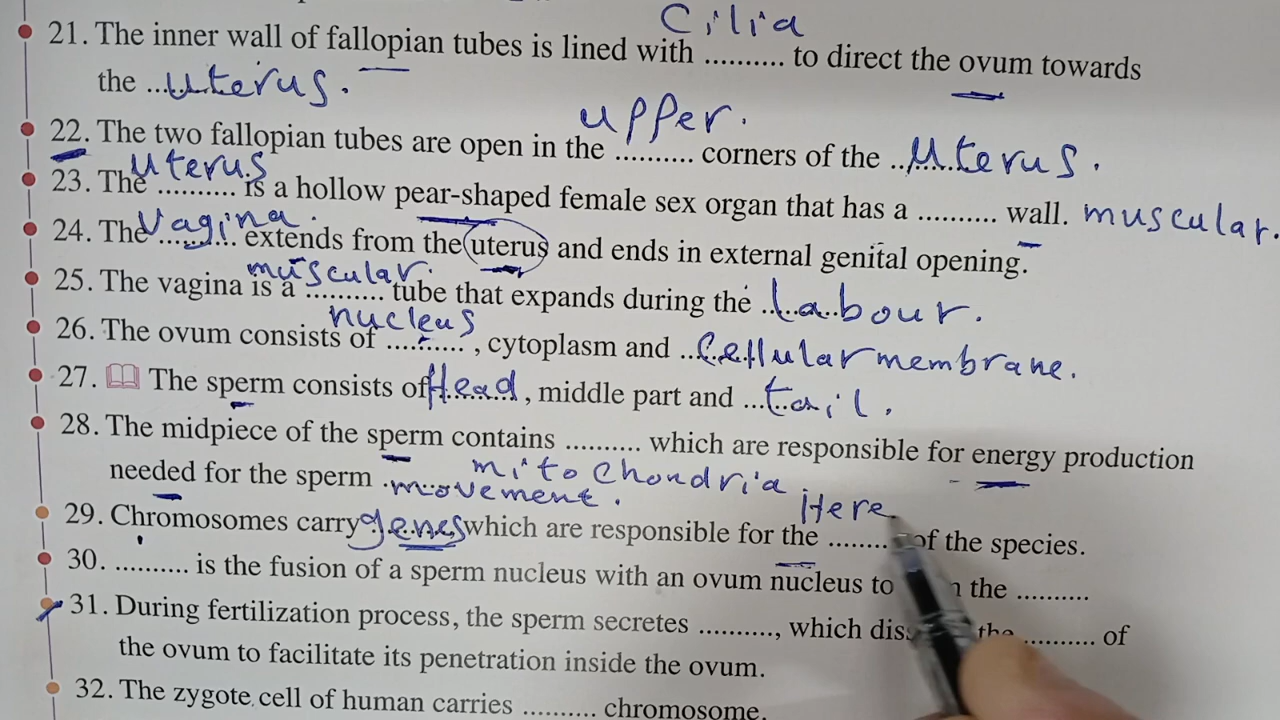 Cilia
21. The inner wall of fallopian tubes is lined with .......... to direct the ovum towards
the ...uterus.
upper.
22. The two fallopian tubes are open in the .......... corners of the ..uterus.
uterus
23. The .......... is a hollow pear-shaped female sex organ that has a .......... wall. muscular.
Vagina.
24. The .......... extends from the uterus and ends in external genital opening.
muscular.
25. The vagina is a .......... tube that expands during the ..labour.
nucleus
26. The ovum consists of .........., cytoplasm and ..Cellular membrane.
27. The sperm consists of Head, middle part and ...tail.
28. The midpiece of the sperm contains .......... which are responsible for energy production
mitochondria
needed for the sperm .movement.
Here
29. Chromosomes carry genes which are responsible for the ........ of the species.
30. .......... is the fusion of a sperm nucleus with an ovum nucleus to the ..........
31. During fertilization process, the sperm secretes .........., which the .......... of
the ovum to facilitate its penetration inside the ovum.
32. The zygote cell of human carries .......... chromosome.